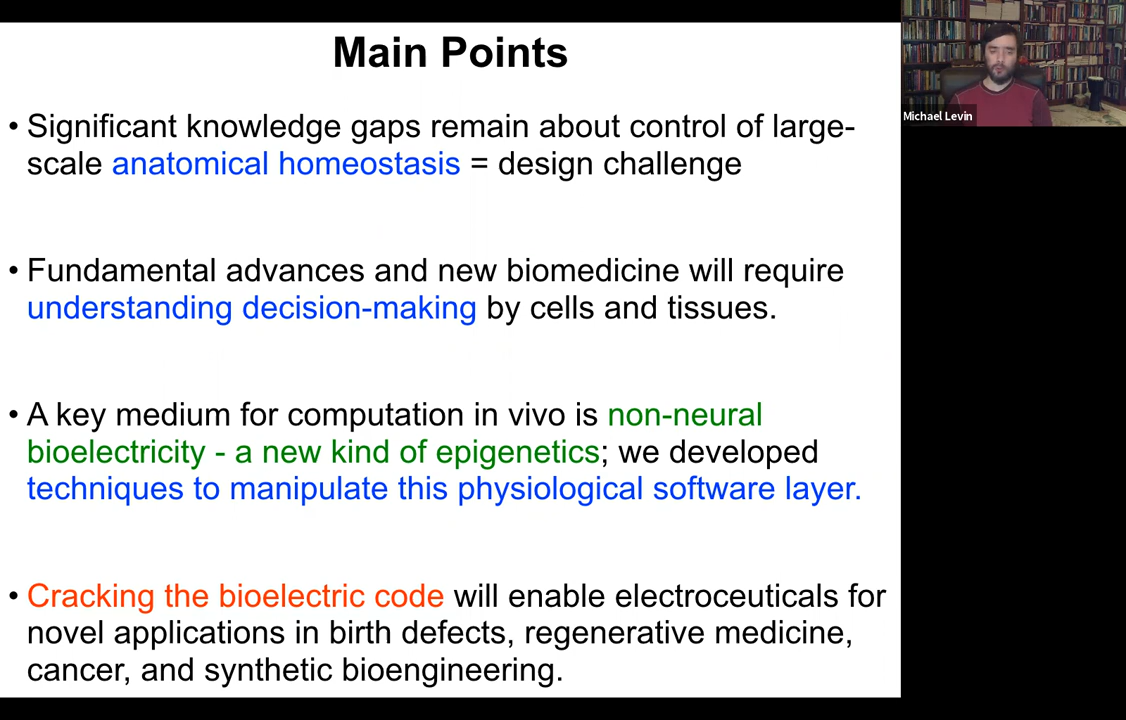 Main Points
• Significant knowledge gaps remain about control of large-
scale anatomical homeostasis = design challenge
• Fundamental advances and new biomedicine will require
understanding decision-making by cells and tissues.
• A key medium for computation in vivo is non-neural
bioelectricity - a new kind of epigenetics; we developed
techniques to manipulate this physiological software layer.
• Cracking the bioelectric code will enable electroceuticals for
novel applications in birth defects, regenerative medicine,
cancer, and synthetic bioengineering.
Michael Levin